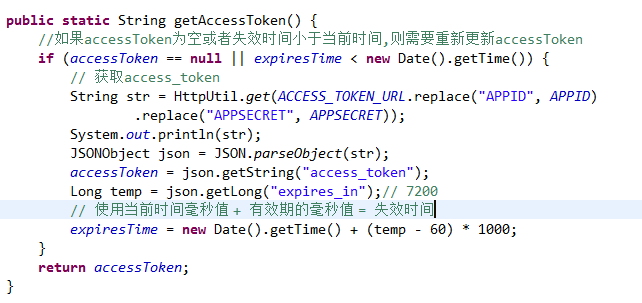 public static String getAccessToken() {
//如果accessToken为空或者失效时间小于当前时间,则需要重新更新accessToken
if (accessToken == null || expiresTime < new Date().getTime()) {
// 获取access_token
String str = HttpUtil.get(ACCESS_TOKEN_URL.replace("APPID", APPID)
.replace("APPSECRET", APPSECRET));
System.out.println(str);
JSONObject json = JSON.parseObject(str);
accessToken = json.getString("access_token");
Long temp = json.getLong("expires_in");// 7200
// 使用当前时间毫秒值 + 有效期的毫秒值 = 失效时间
expiresTime = new Date().getTime() + (temp - 60) * 1000;
}
return accessToken;
}